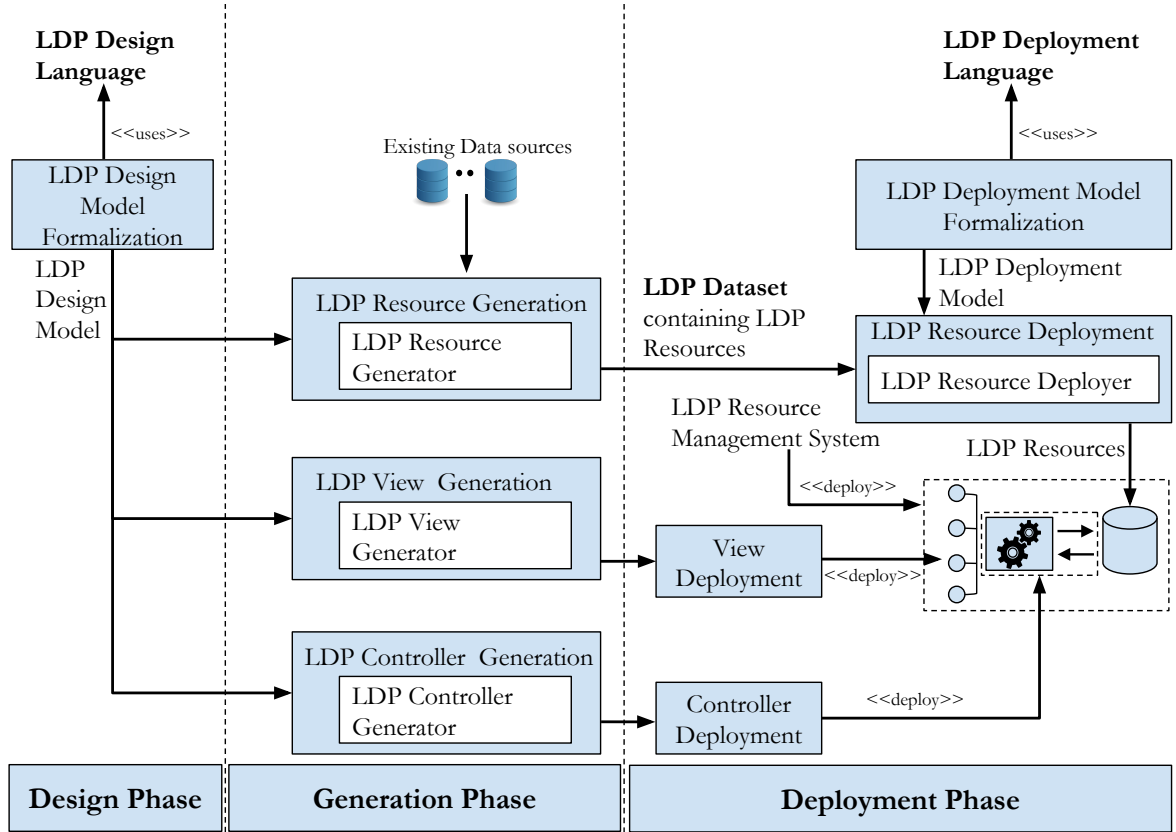 LDP Design
Language
<<uses>>
LDP Design
Model
Formalization
LDP
Design
Model
Existing Data sources
LDP Resource Generation
LDP Resource
Generator
LDP View Generation
LDP View
Generator
LDP Controller Generation
LDP Controller
Generator
LDP Deployment
Language
<<uses>>
LDP Deployment Model
Formalization
LDP Deployment
Model
LDP Dataset
containing LDP
Resources
LDP Resource Deployment
LDP Resource Deployer
LDP Resource
Management System
LDP Resources
<<deploy>>
View
Deployment
<<deploy>>
Controller
Deployment
<<deploy>>
Design Phase
Generation Phase
Deployment Phase